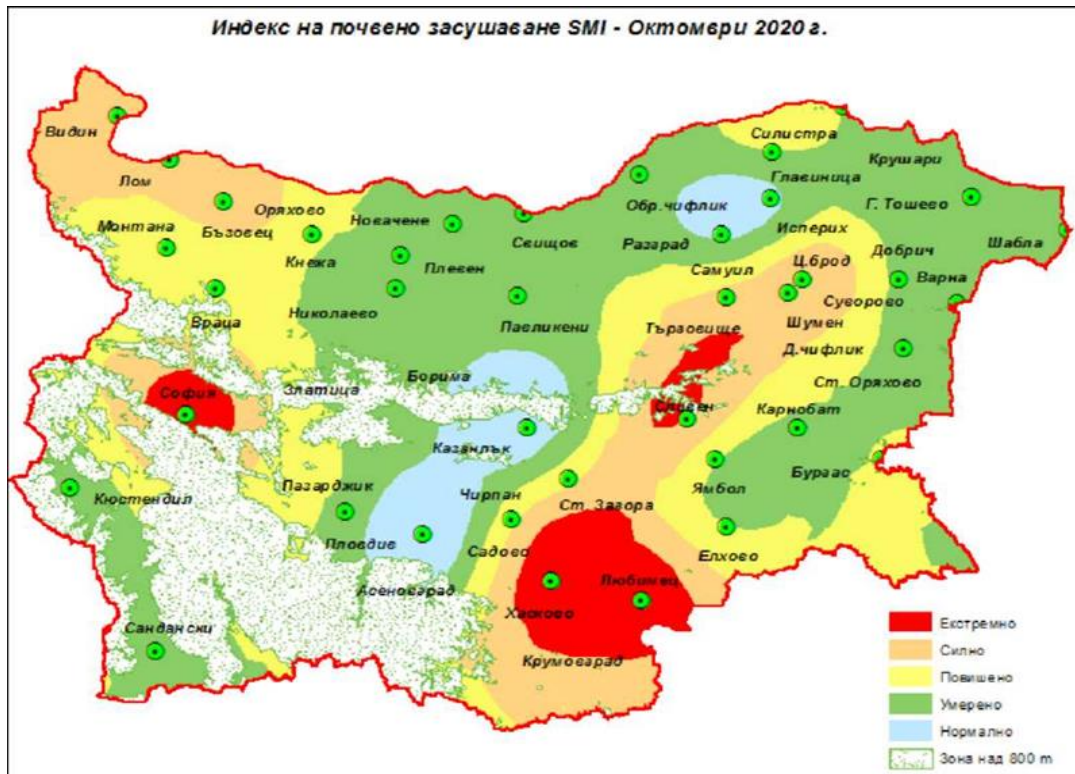 Индекс на почвено засушаване SMI - Октомври 2020 г.
Видин
Силистра
Крушари
Лом
Главиница
Обр.чифлик
Г. Тошево
Оряхово
Новачене
Монтана
Бъзовец
Исперих
Свищов
Разград
Добрич
Шабла
Кнежа
Плевен
Самуил
Ц.брод
Варна
Суворово
Николаево
Враца
Павликени
Търговище
Шумен
Д.чифлик
Борима
Златица
София
Ст. Оряхово
Сливен
Карнобат
Казанлък
Бургас
Пазарджик
Ямбол
Кюстендил
Чирпан
Ст. Загора
Пловдив
Садово
Елхово
Асеновград
Любимец
Хасково
Сандански
Крумовград
Екстремно
Силно
Повишено
Умерено
Нормално
Зона над 800 m